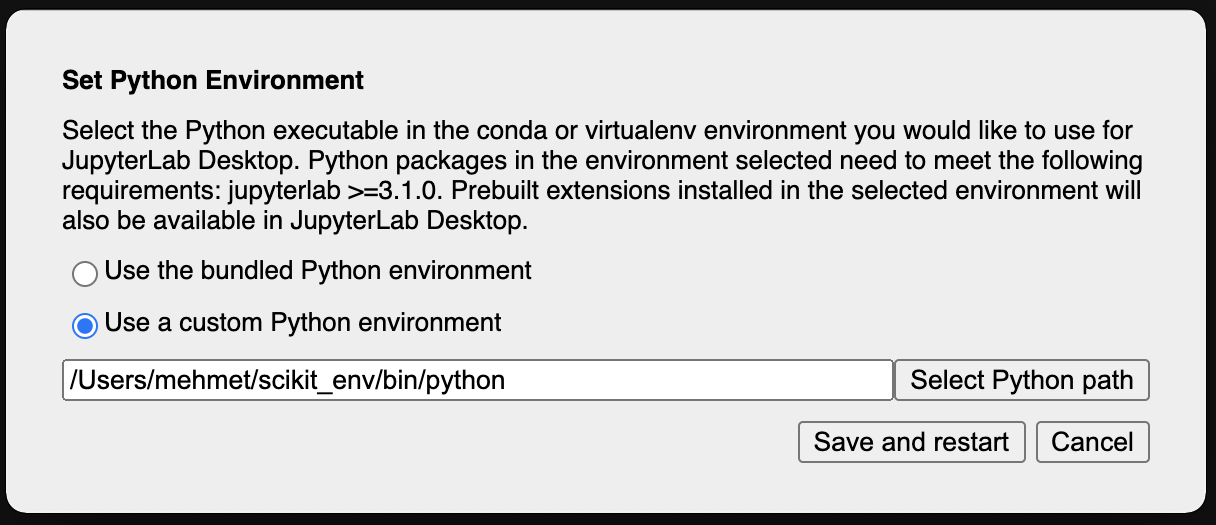 Set Python Environment
Select the Python executable in the conda or virtualenv environment you would like to use for
JupyterLab Desktop. Python packages in the environment selected need to meet the following
requirements: jupyterlab >=3.1.0. Prebuilt extensions installed in the selected environment will
also be available in JupyterLab Desktop.
Use the bundled Python environment
Use a custom Python environment
/Users/mehmet/scikit_env/bin/python
Select Python path
Save and restart
Cancel